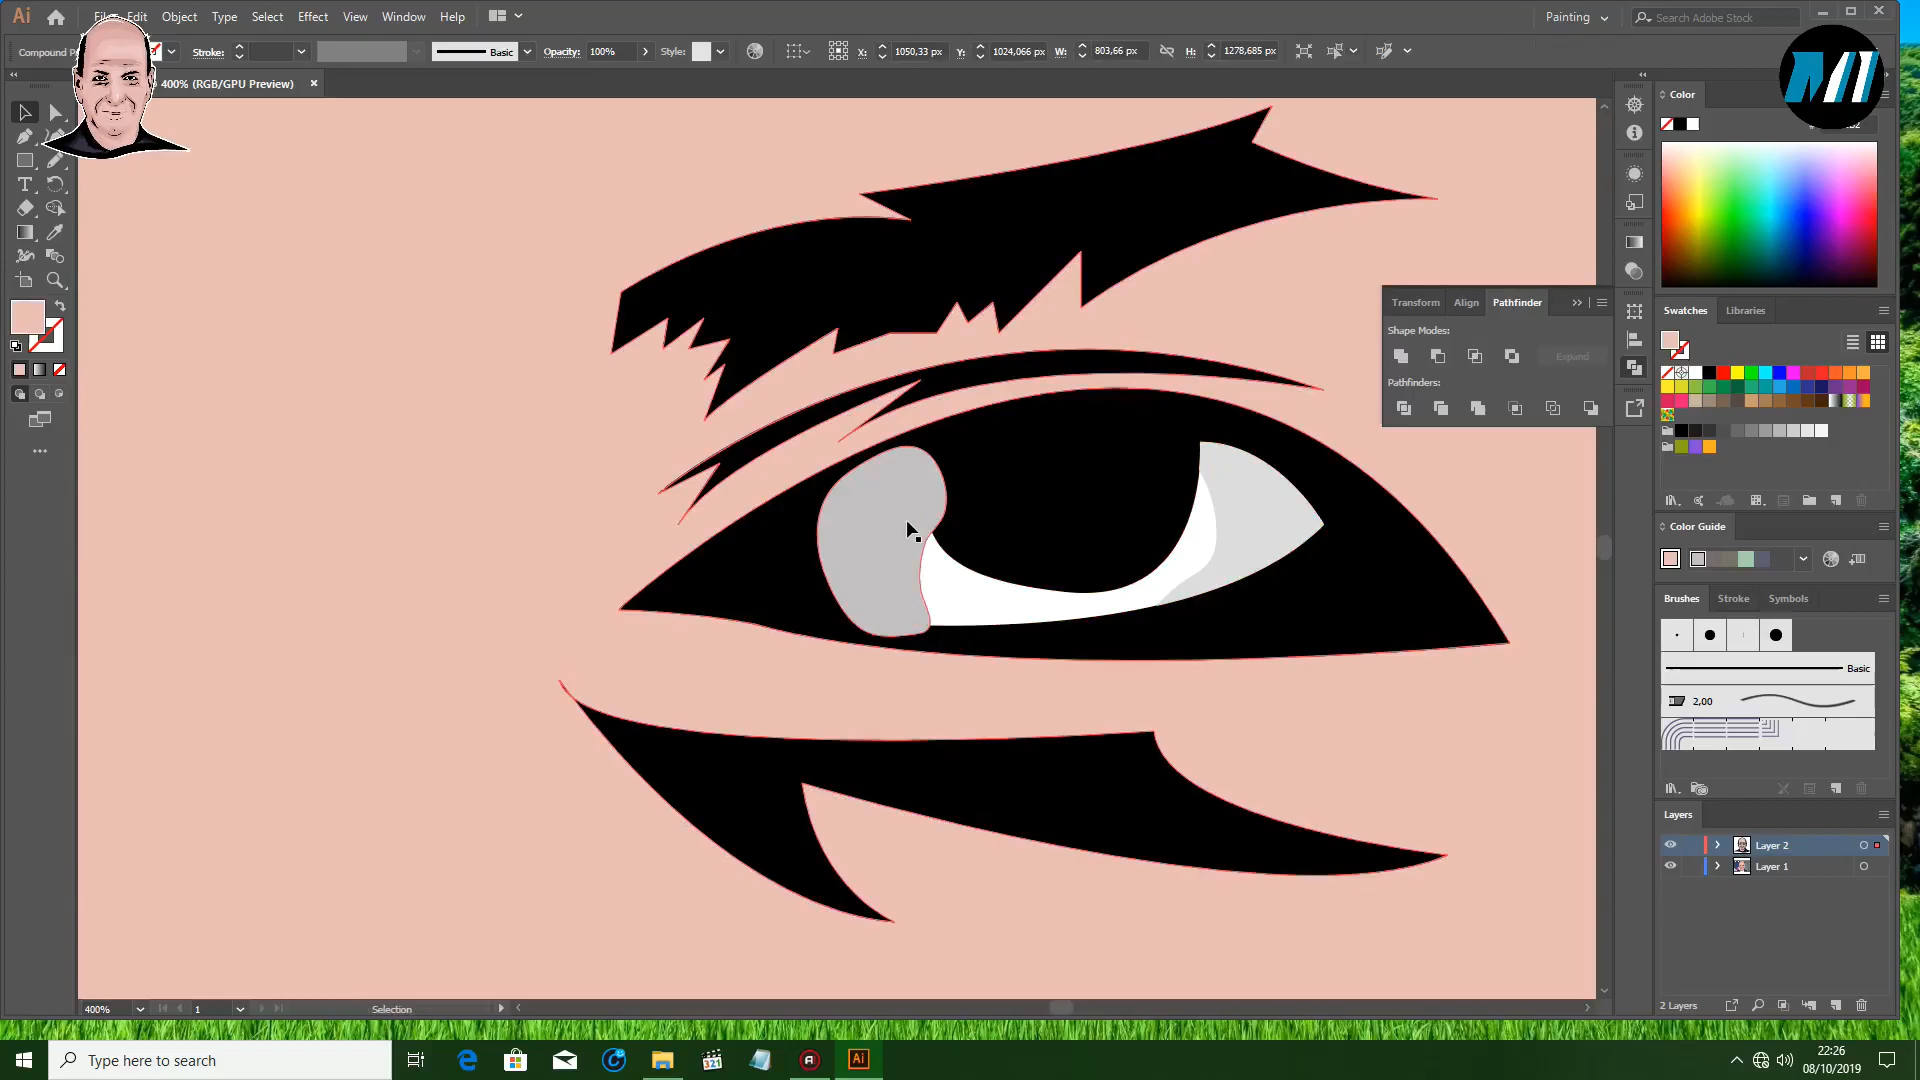 Ai File Edit Object Type Select Effect View Window Help
Painting
Search Adobe Stock
Stroke:
Basic
Opacity: 100%
Style:
X: 1050,33 px Y: 1024,066 px W: 803,66 px H: 1278,685 px
400% (RGB/GPU Preview)
Color
Transform Align Pathfinder
Shape Modes:
Expand
Pathfinders:
Swatches Libraries
Color Guide
Brushes Stroke Symbols
Basic
2,00
Layers
Layer 2
Layer 1
2 Layers
400% 1 Selection
Type here to search
321
Ai
22:26
08/10/2019